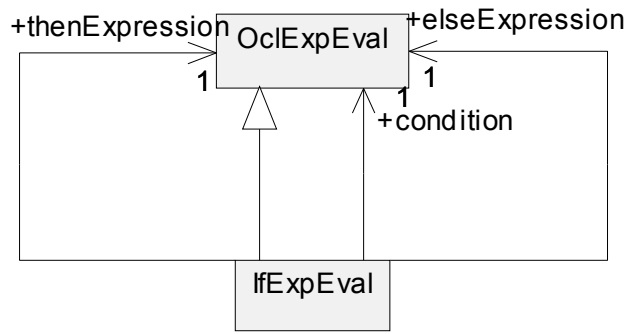 +thenExpression
OclExpEval
+elseExpression
1
1
1
+condition
IfExpEval